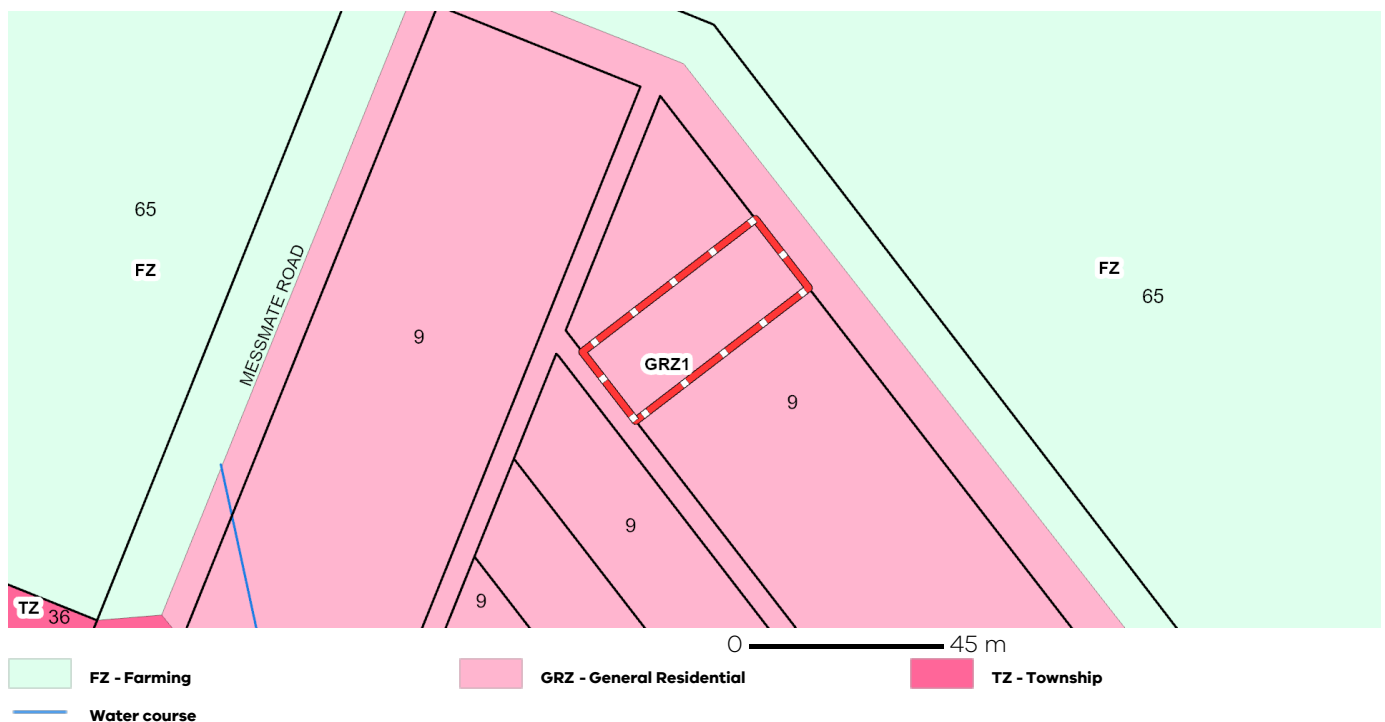 65
FZ
MESSMATE ROAD
9
FZ
65
GRZ1
9
9
9
TZ
36
0 45 m
FZ - Farming
GRZ - General Residential
TZ - Township
Water course